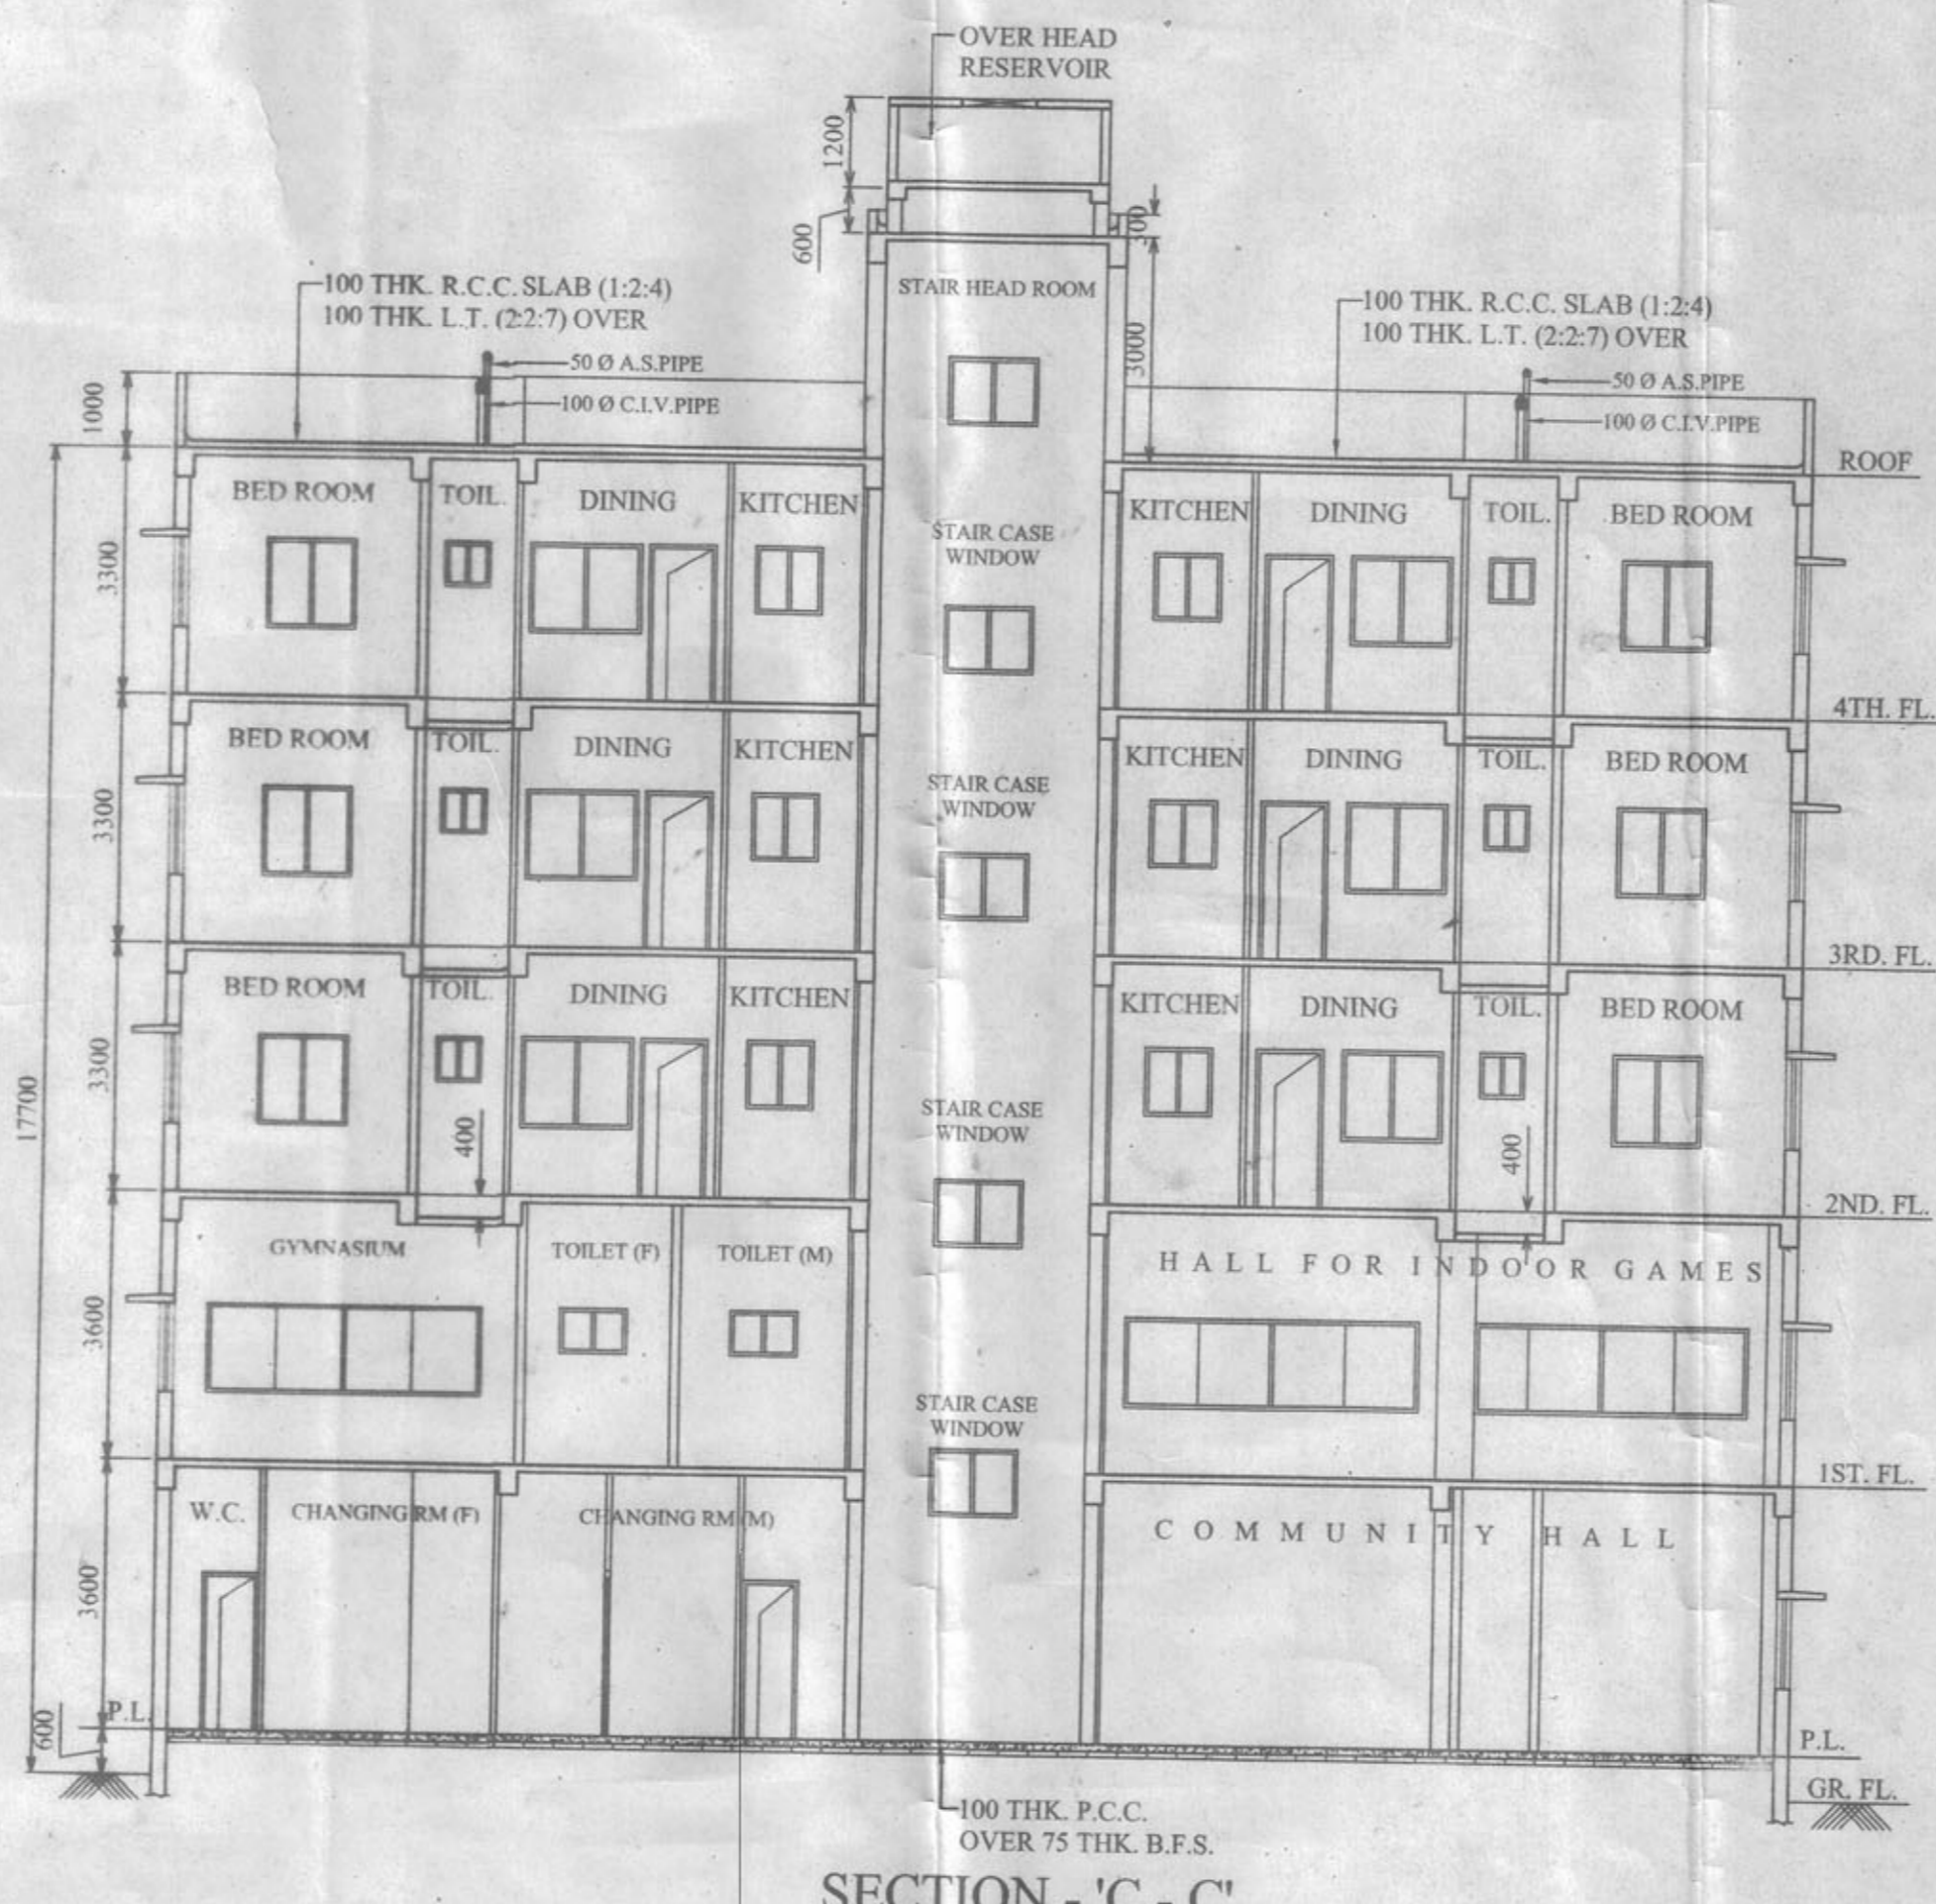 OVER HEAD
RESERVOIR
1200
600
300
STAIR HEAD ROOM
3000
100 THK. R.C.C. SLAB (1:2:4)
100 THK. L.T. (2:2:7) OVER
50 Ø A.S.PIPE
100 Ø C.I.V.PIPE
100 THK. R.C.C. SLAB (1:2:4)
100 THK. L.T. (2:2:7) OVER
50 Ø A.S.PIPE
100 Ø C.I.V.PIPE
1000
ROOF
BED ROOM TOIL. DINING KITCHEN
STAIR CASE
WINDOW
KITCHEN DINING TOIL. BED ROOM
3300
4TH. FL.
BED ROOM TOIL. DINING KITCHEN
STAIR CASE
WINDOW
KITCHEN DINING TOIL. BED ROOM
3300
3RD. FL.
BED ROOM TOIL. DINING KITCHEN
STAIR CASE
WINDOW
KITCHEN DINING TOIL. BED ROOM
3300
17700
400
400
2ND. FL.
GYMNASIUM TOILET (F) TOILET (M)
HALL FOR INDOOR GAMES
3600
STAIR CASE
WINDOW
1ST. FL.
W.C. CHANGING RM (F) CHANGING RM (M)
COMMUNITY HALL
3600
P.L.
600
P.L.
GR. FL.
100 THK. P.C.C.
OVER 75 THK. B.F.S.
SECTION - 'C - C'